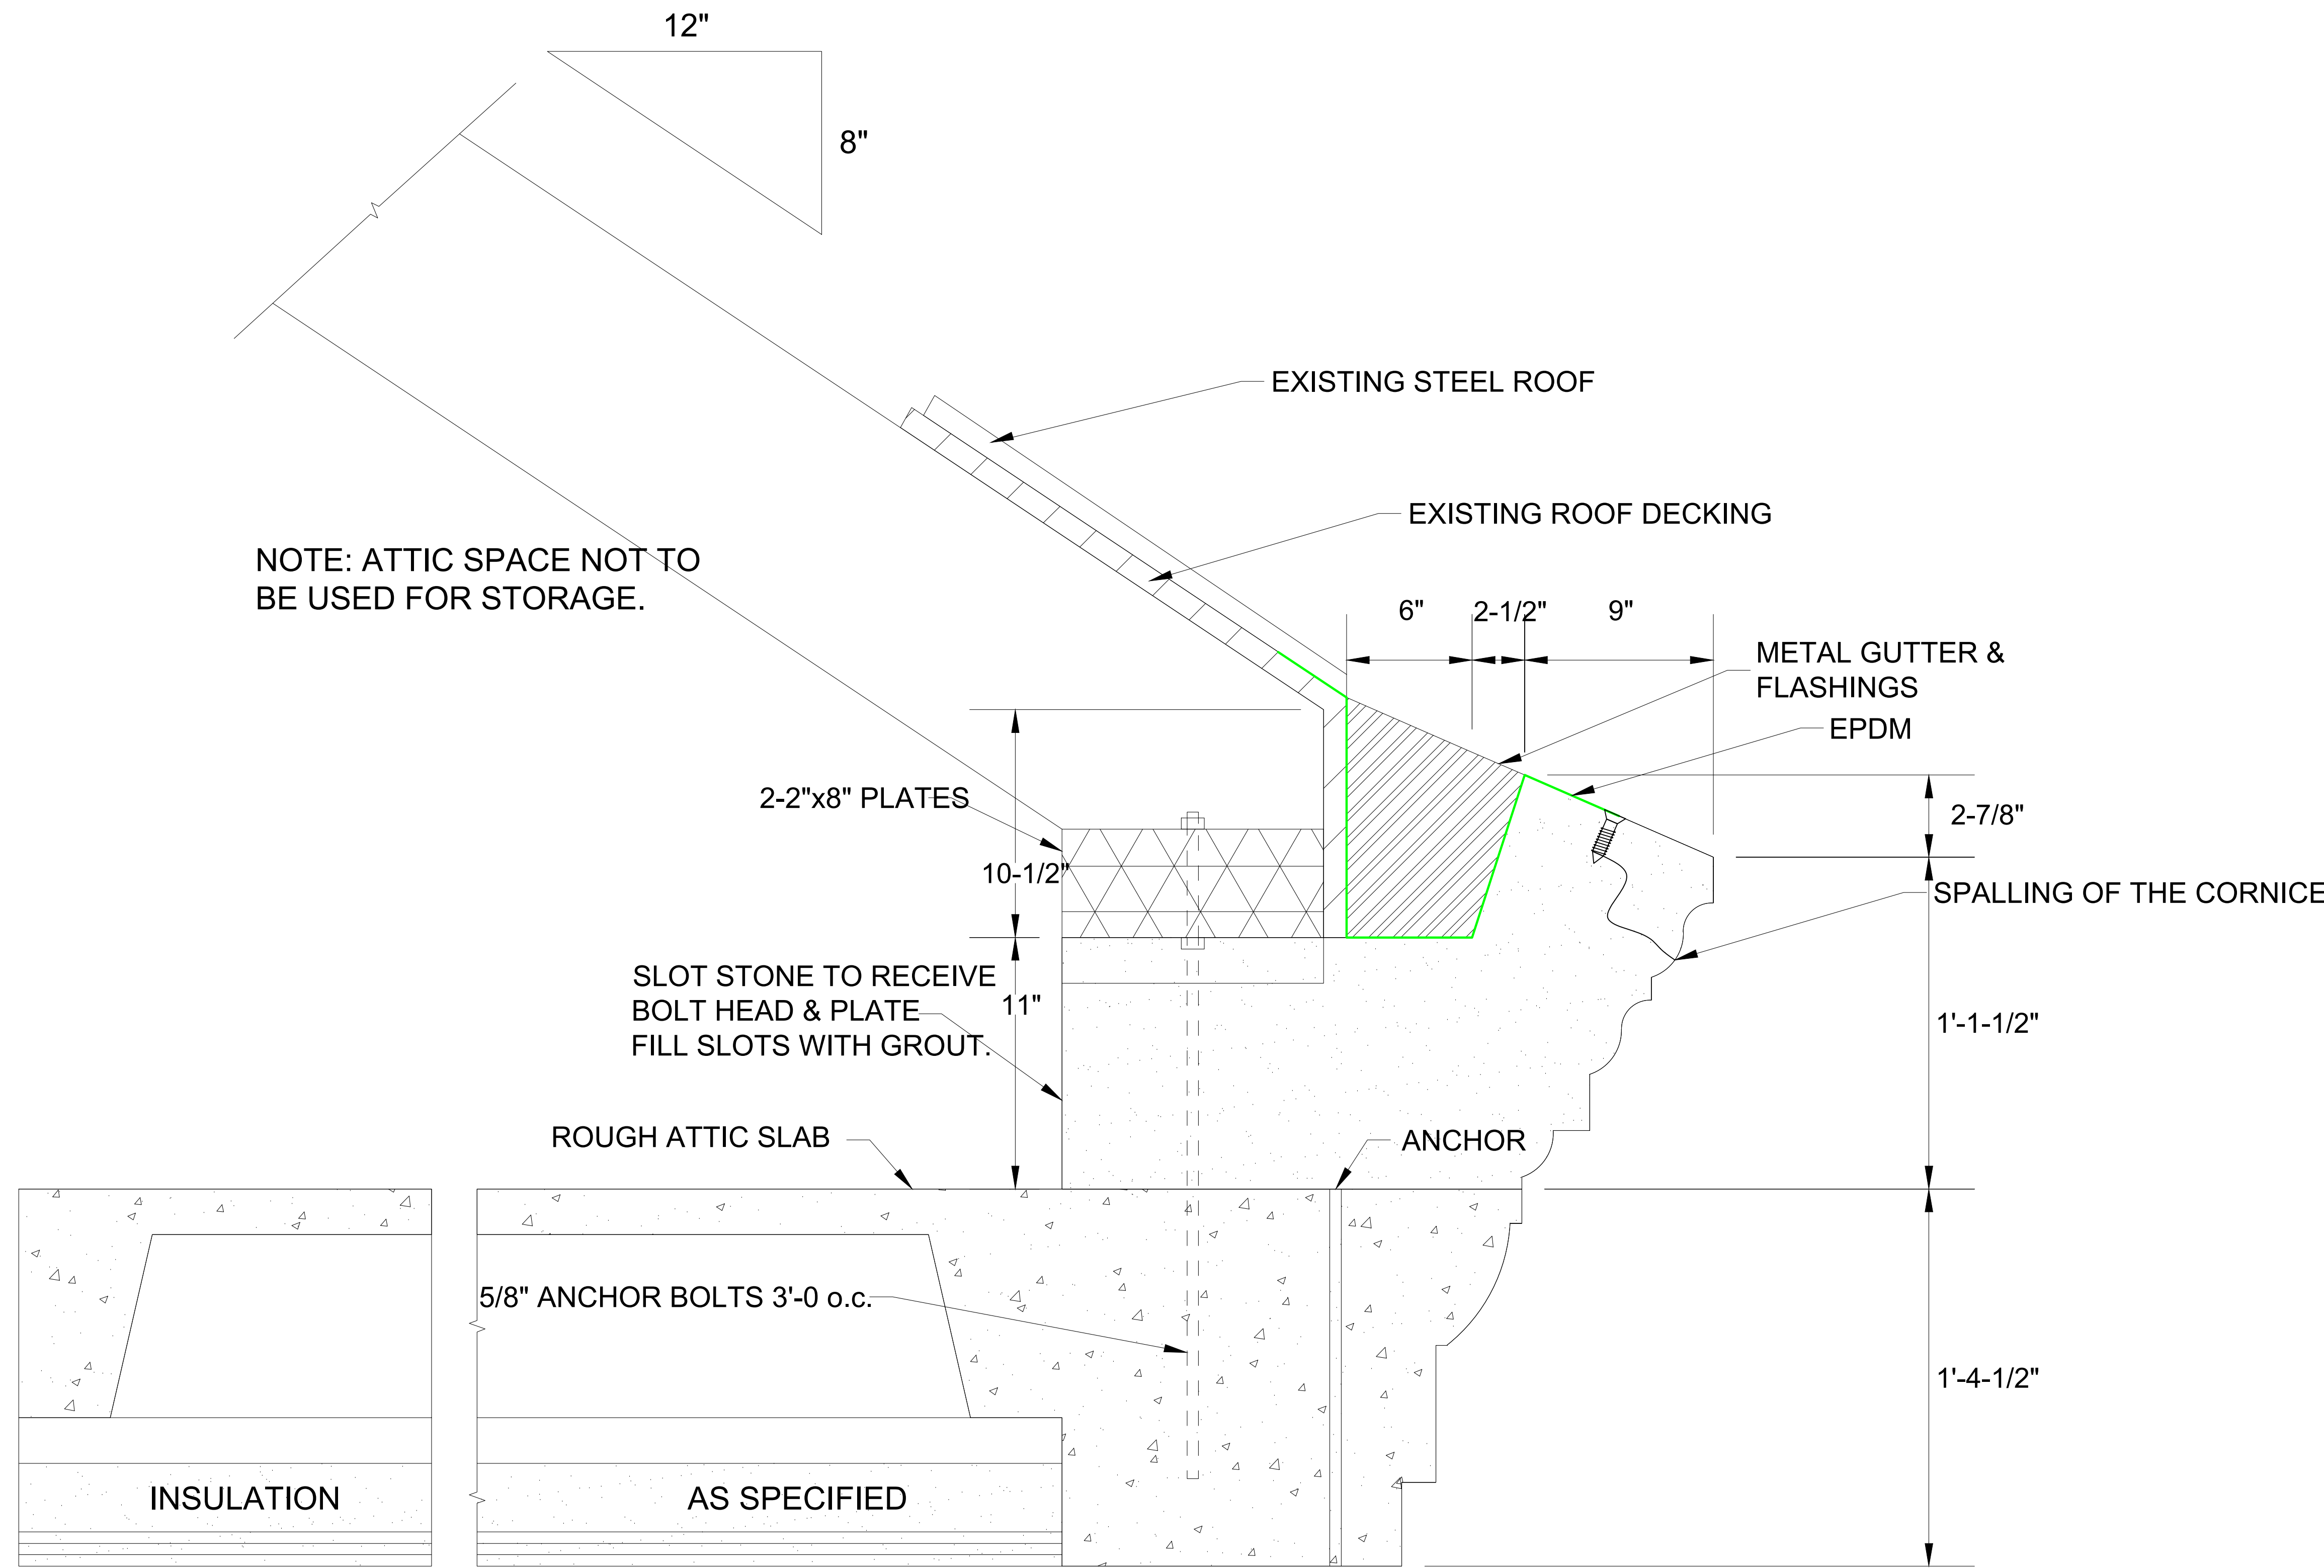 12"
8"
EXISTING STEEL ROOF
EXISTING ROOF DECKING
NOTE: ATTIC SPACE NOT TO
BE USED FOR STORAGE.
6"
2-1/2"
9"
METAL GUTTER &
FLASHINGS
EPDM
2-2"x8" PLATES
2-7/8"
10-1/2"
SPALLING OF THE CORNICE
SLOT STONE TO RECEIVE
BOLT HEAD & PLATE
FILL SLOTS WITH GROUT.
11"
1'-1-1/2"
ROUGH ATTIC SLAB
ANCHOR
5/8" ANCHOR BOLTS 3'-0 o.c.
1'-4-1/2"
INSULATION
AS SPECIFIED